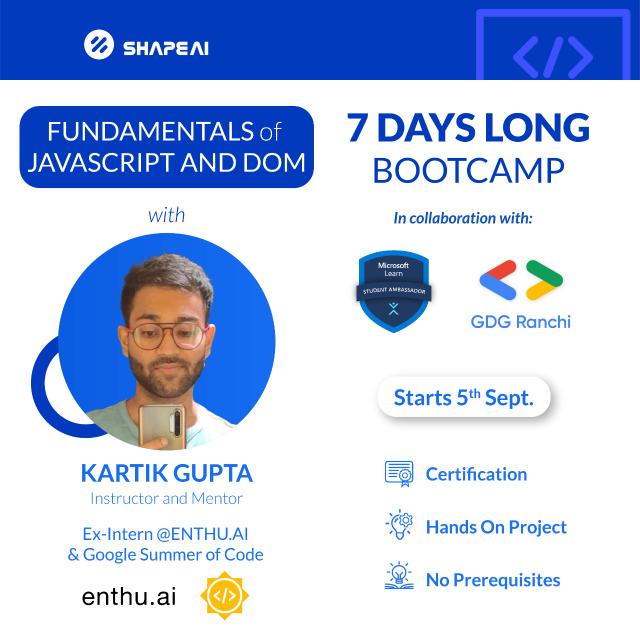 SHAPEAI
</>
FUNDAMENTALS of
JAVASCRIPT AND DOM
with
KARTIK GUPTA
Instructor and Mentor
Ex-Intern @ENTHU.AI
& Google Summer of Code
enthu.ai
</>
7 DAYS LONG
BOOTCAMP
In collaboration with:
Microsoft
Learn
STUDENT AMBASSADOR
GDG Ranchi
Starts 5th Sept.
Certification
Hands On Project
No Prerequisites